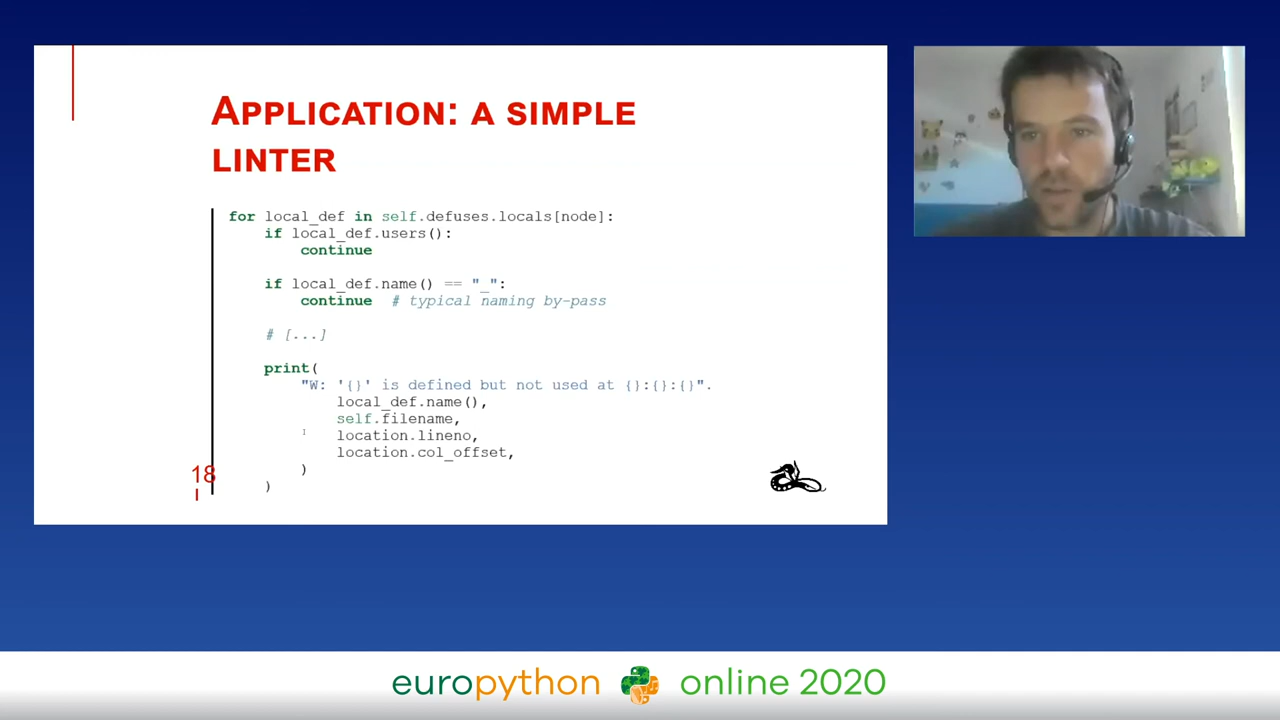 APPLICATION: A SIMPLE
LINTER
for local_def in self.defuses.locals[node]:
if local_def.users():
continue
if local_def.name() == "_":
continue # typical naming by-pass
# [...]
print(
"W: '{}' is defined but not used at {}:{}:{}".
local_def.name(),
self.filename,
location.lineno,
location.col_offset,
)
)
18
europython online 2020